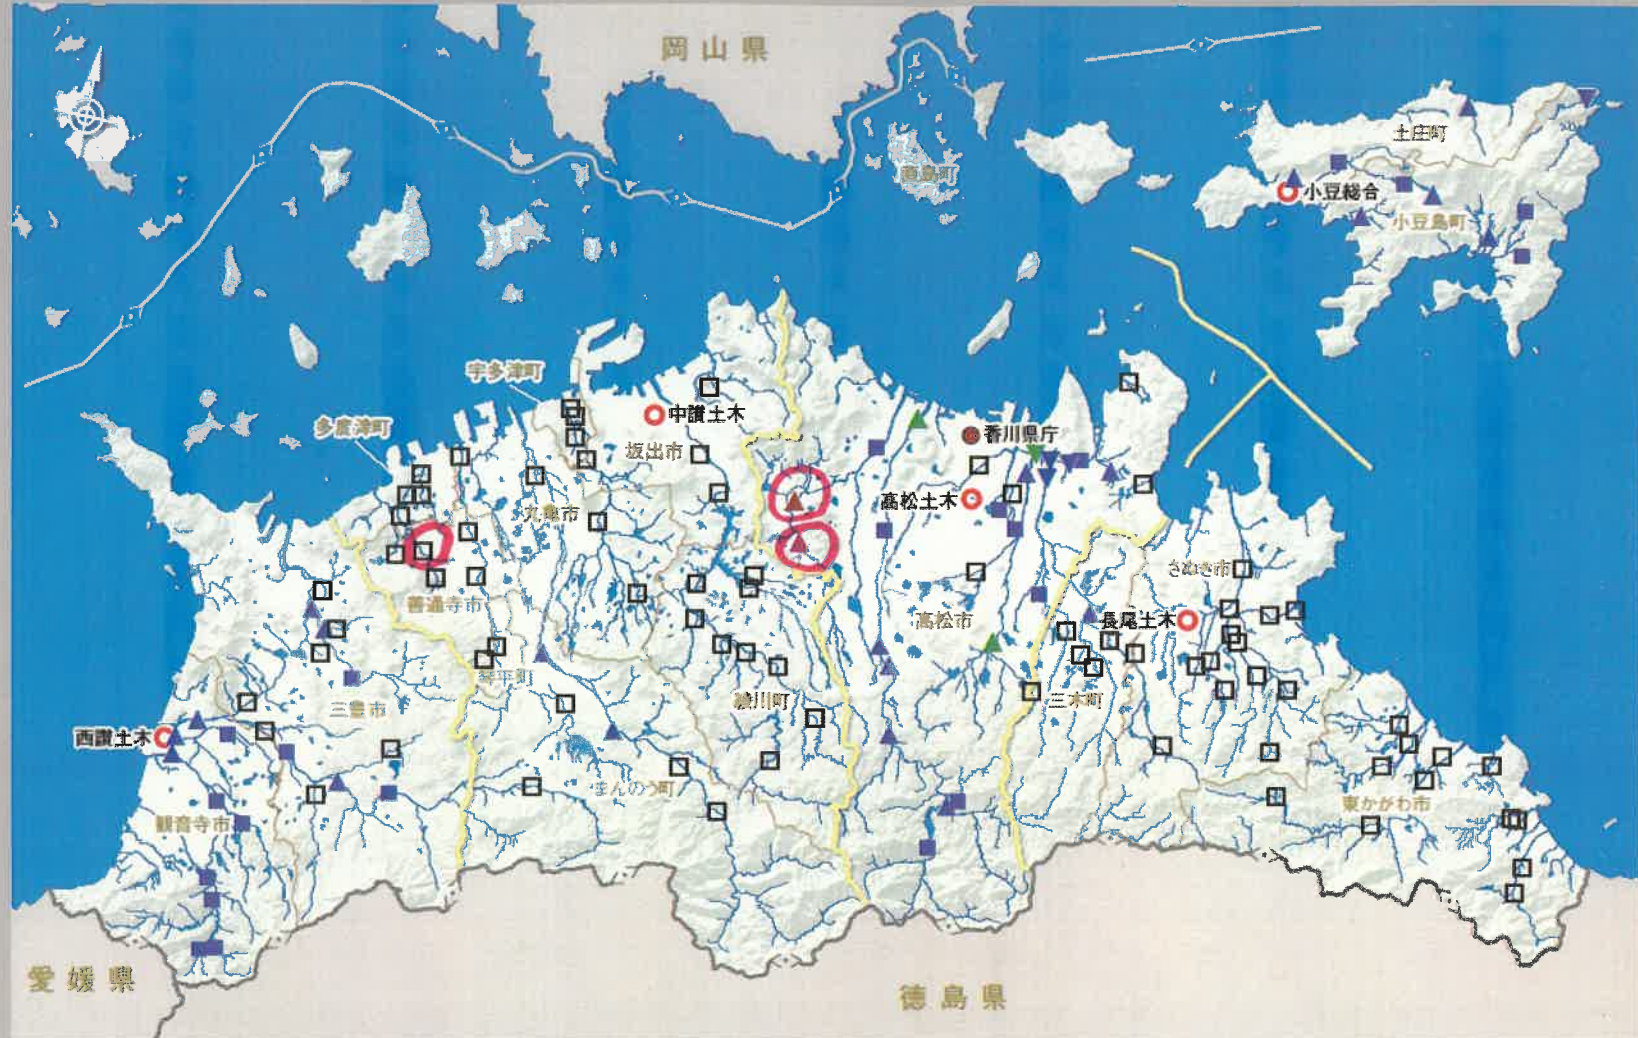 岡山県
土庄町
直島町
小豆総合
小豆島町
宇多津町
中讃土木
多度津町
坂出市
香川県庁
高松土木
丸亀市
さぬき市
善通寺市
高松市
長尾土木
琴平町
綾川町
三木町
三豊市
西讃土木
まんのう町
東かがわ市
観音寺市
愛媛県
徳島県